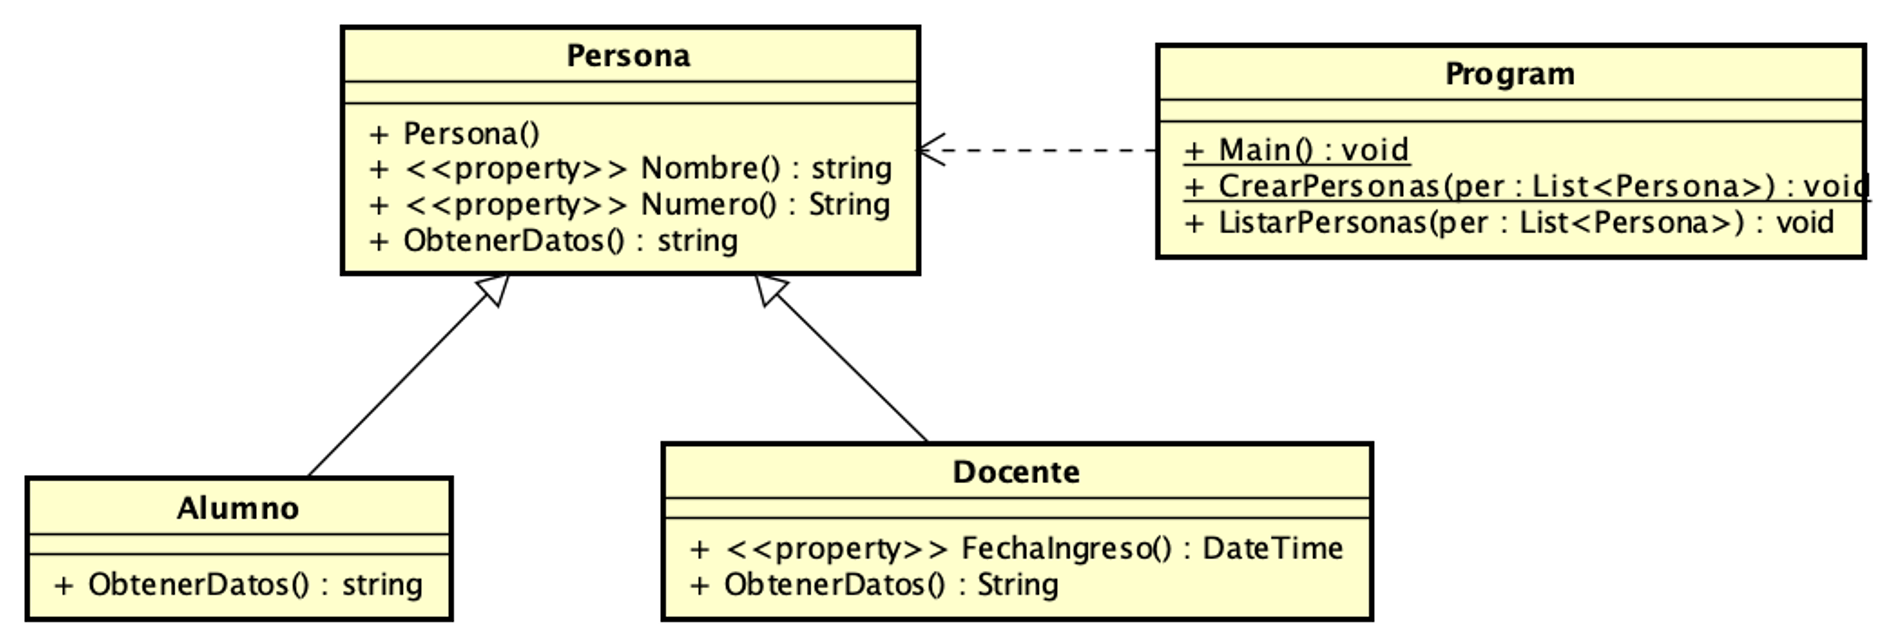 Persona
+ Persona()
+ <<property>> Nombre() : string
+ <<property>> Numero() : String
+ ObtenerDatos() : string
Program
+ Main() : void
+ CrearPersonas(per : List<Persona>) : void
+ ListarPersonas(per : List<Persona>) : void
Alumno
+ ObtenerDatos() : string
Docente
+ <<property>> FechaIngreso() : DateTime
+ ObtenerDatos() : String